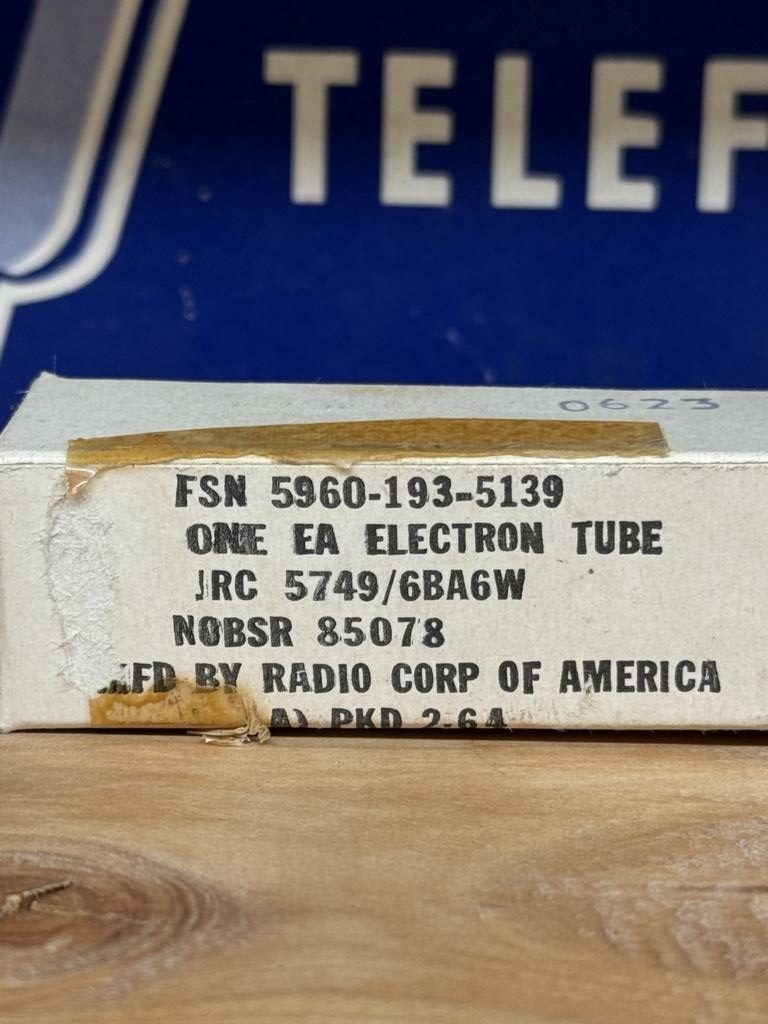 TELEF
0623
FSN 5960-193-5139
ONE EA ELECTRON TUBE
JRC 5749/6BA6W
NOBSR 85078
MFD BY RADIO CORP OF AMERICA
A) PKD 2-64